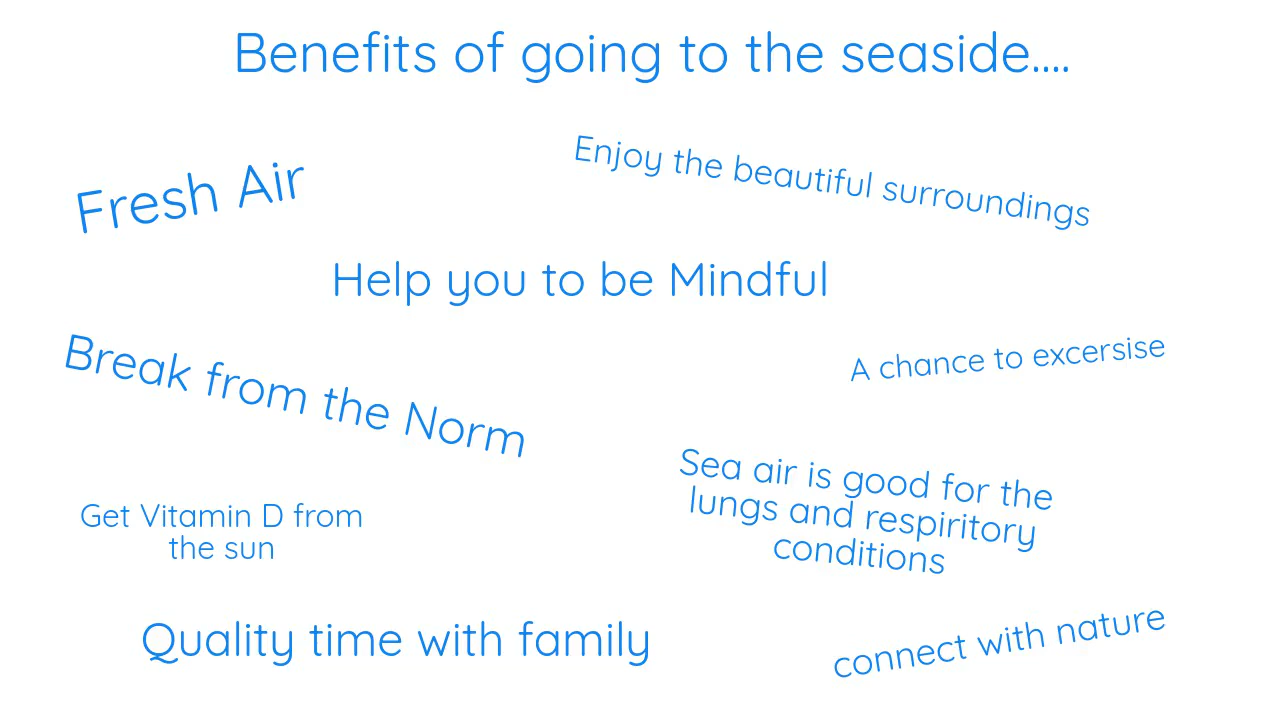 Benefits of going to the seaside....
Enjoy the beautiful surroundings
Fresh Air
Help you to be Mindful
Break from the Norm
A chance to excersise
Sea air is good for the
lungs and respiritory
conditions
Get Vitamin D from
the sun
Quality time with family
connect with nature